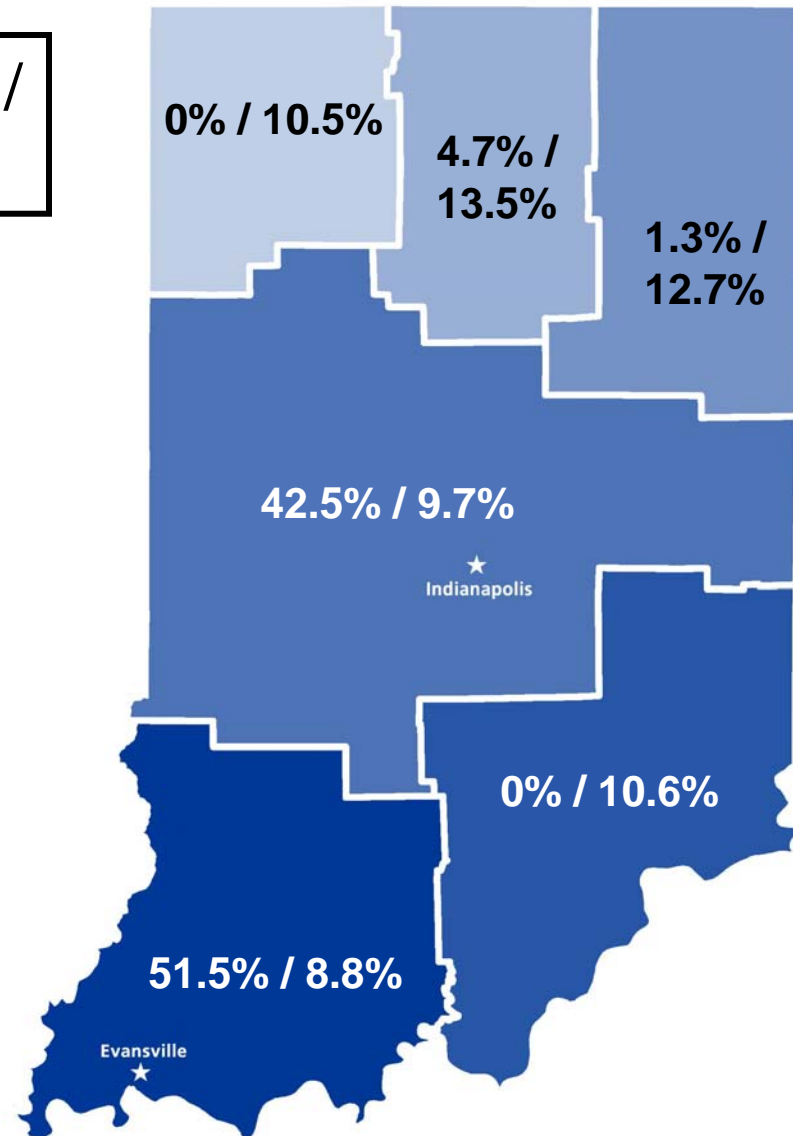 /
0% / 10.5%
4.7% /
13.5%
1.3% /
12.7%
42.5% / 9.7%
Indianapolis
0% / 10.6%
51.5% / 8.8%
Evansville